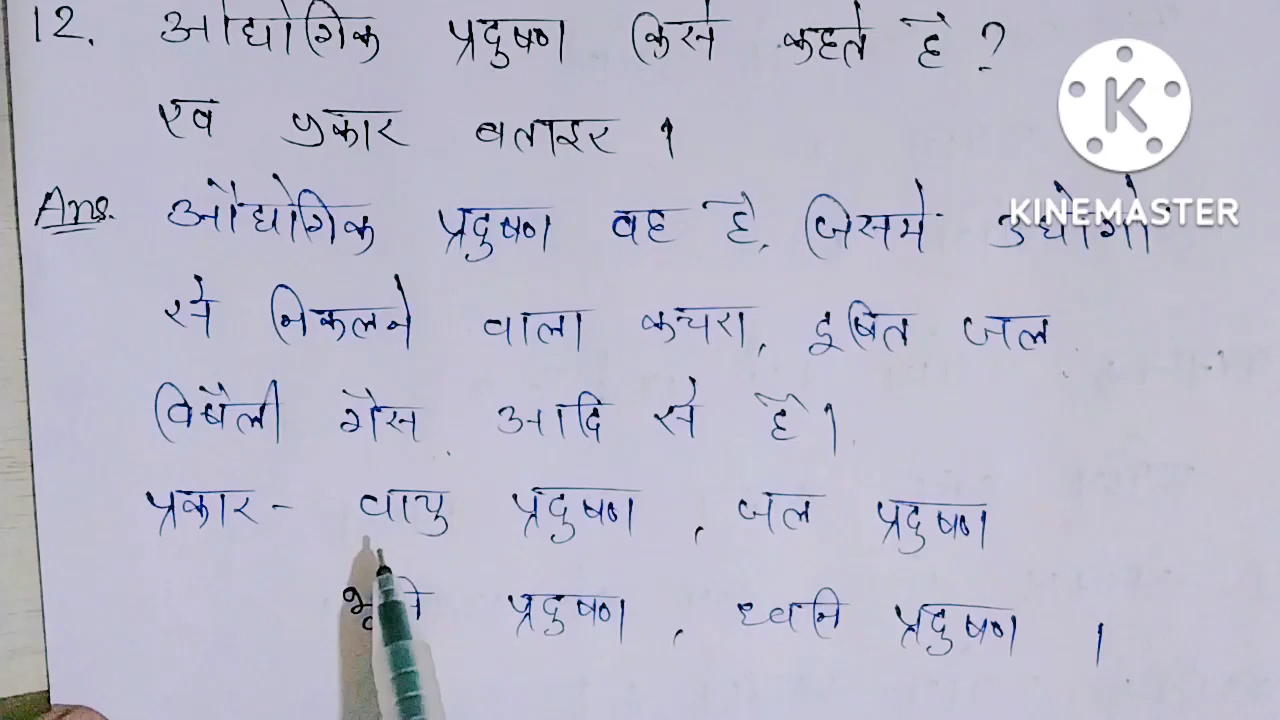 12. औद्योगिक प्रदुषण किसे कहते है ?
एवं प्रकार बताइए ।
Ans. औद्योगिक प्रदुषण वह है, जिसमे उद्योगो
से निकलने वाला कचरा, दूषित जल
विषैली गैस आदि से है।
प्रकार - वायु प्रदुषण , जल प्रदुषण
प्रदुषण , ध्वनि प्रदुषण ।
K
KINEMASTER